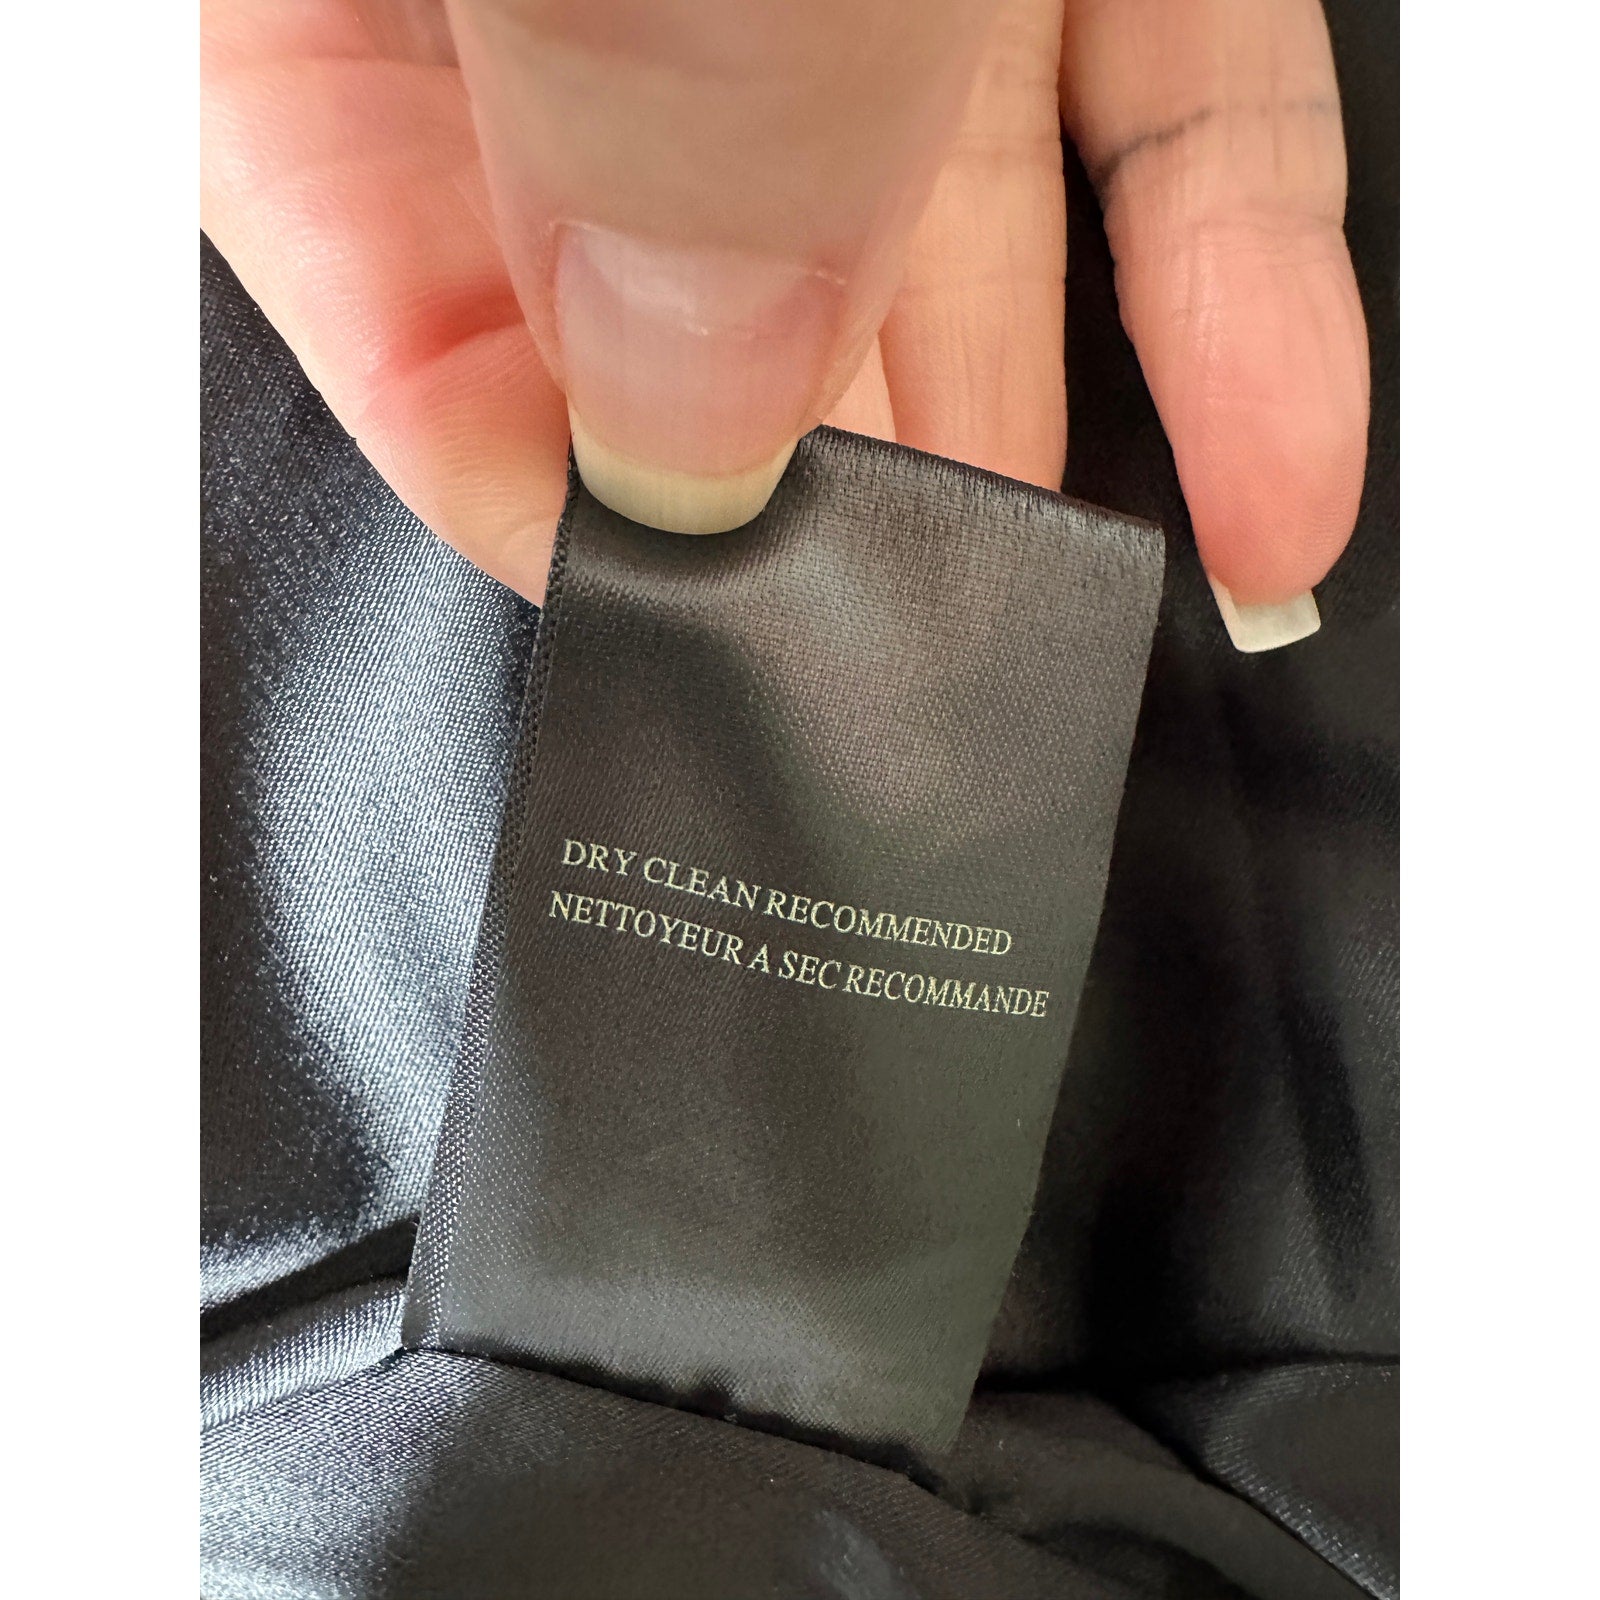 DRY CLEAN RECOMMENDED
NETTOYEUR A SEC RECOMMANDE